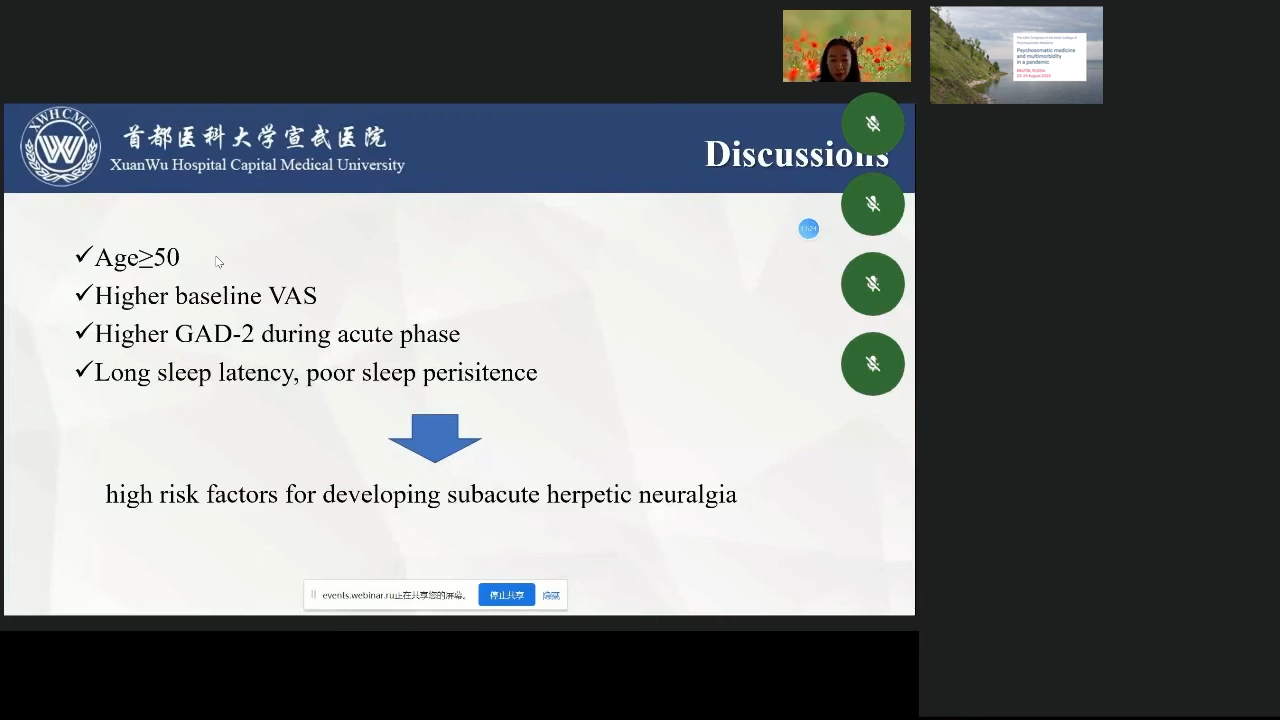 Psychosomatic medicine
and multimorbidity
in a pandemic
XWHCMU
首都医科大学宣武医院
XuanWu Hospital Capital Medical University
Discussions
✓Age≥50
✓Higher baseline VAS
✓Higher GAD-2 during acute phase
✓Long sleep latency, poor sleep perisitence
high risk factors for developing subacute herpetic neuralgia
events.webinar.ru正在共享您的屏幕。
停止共享
隐藏